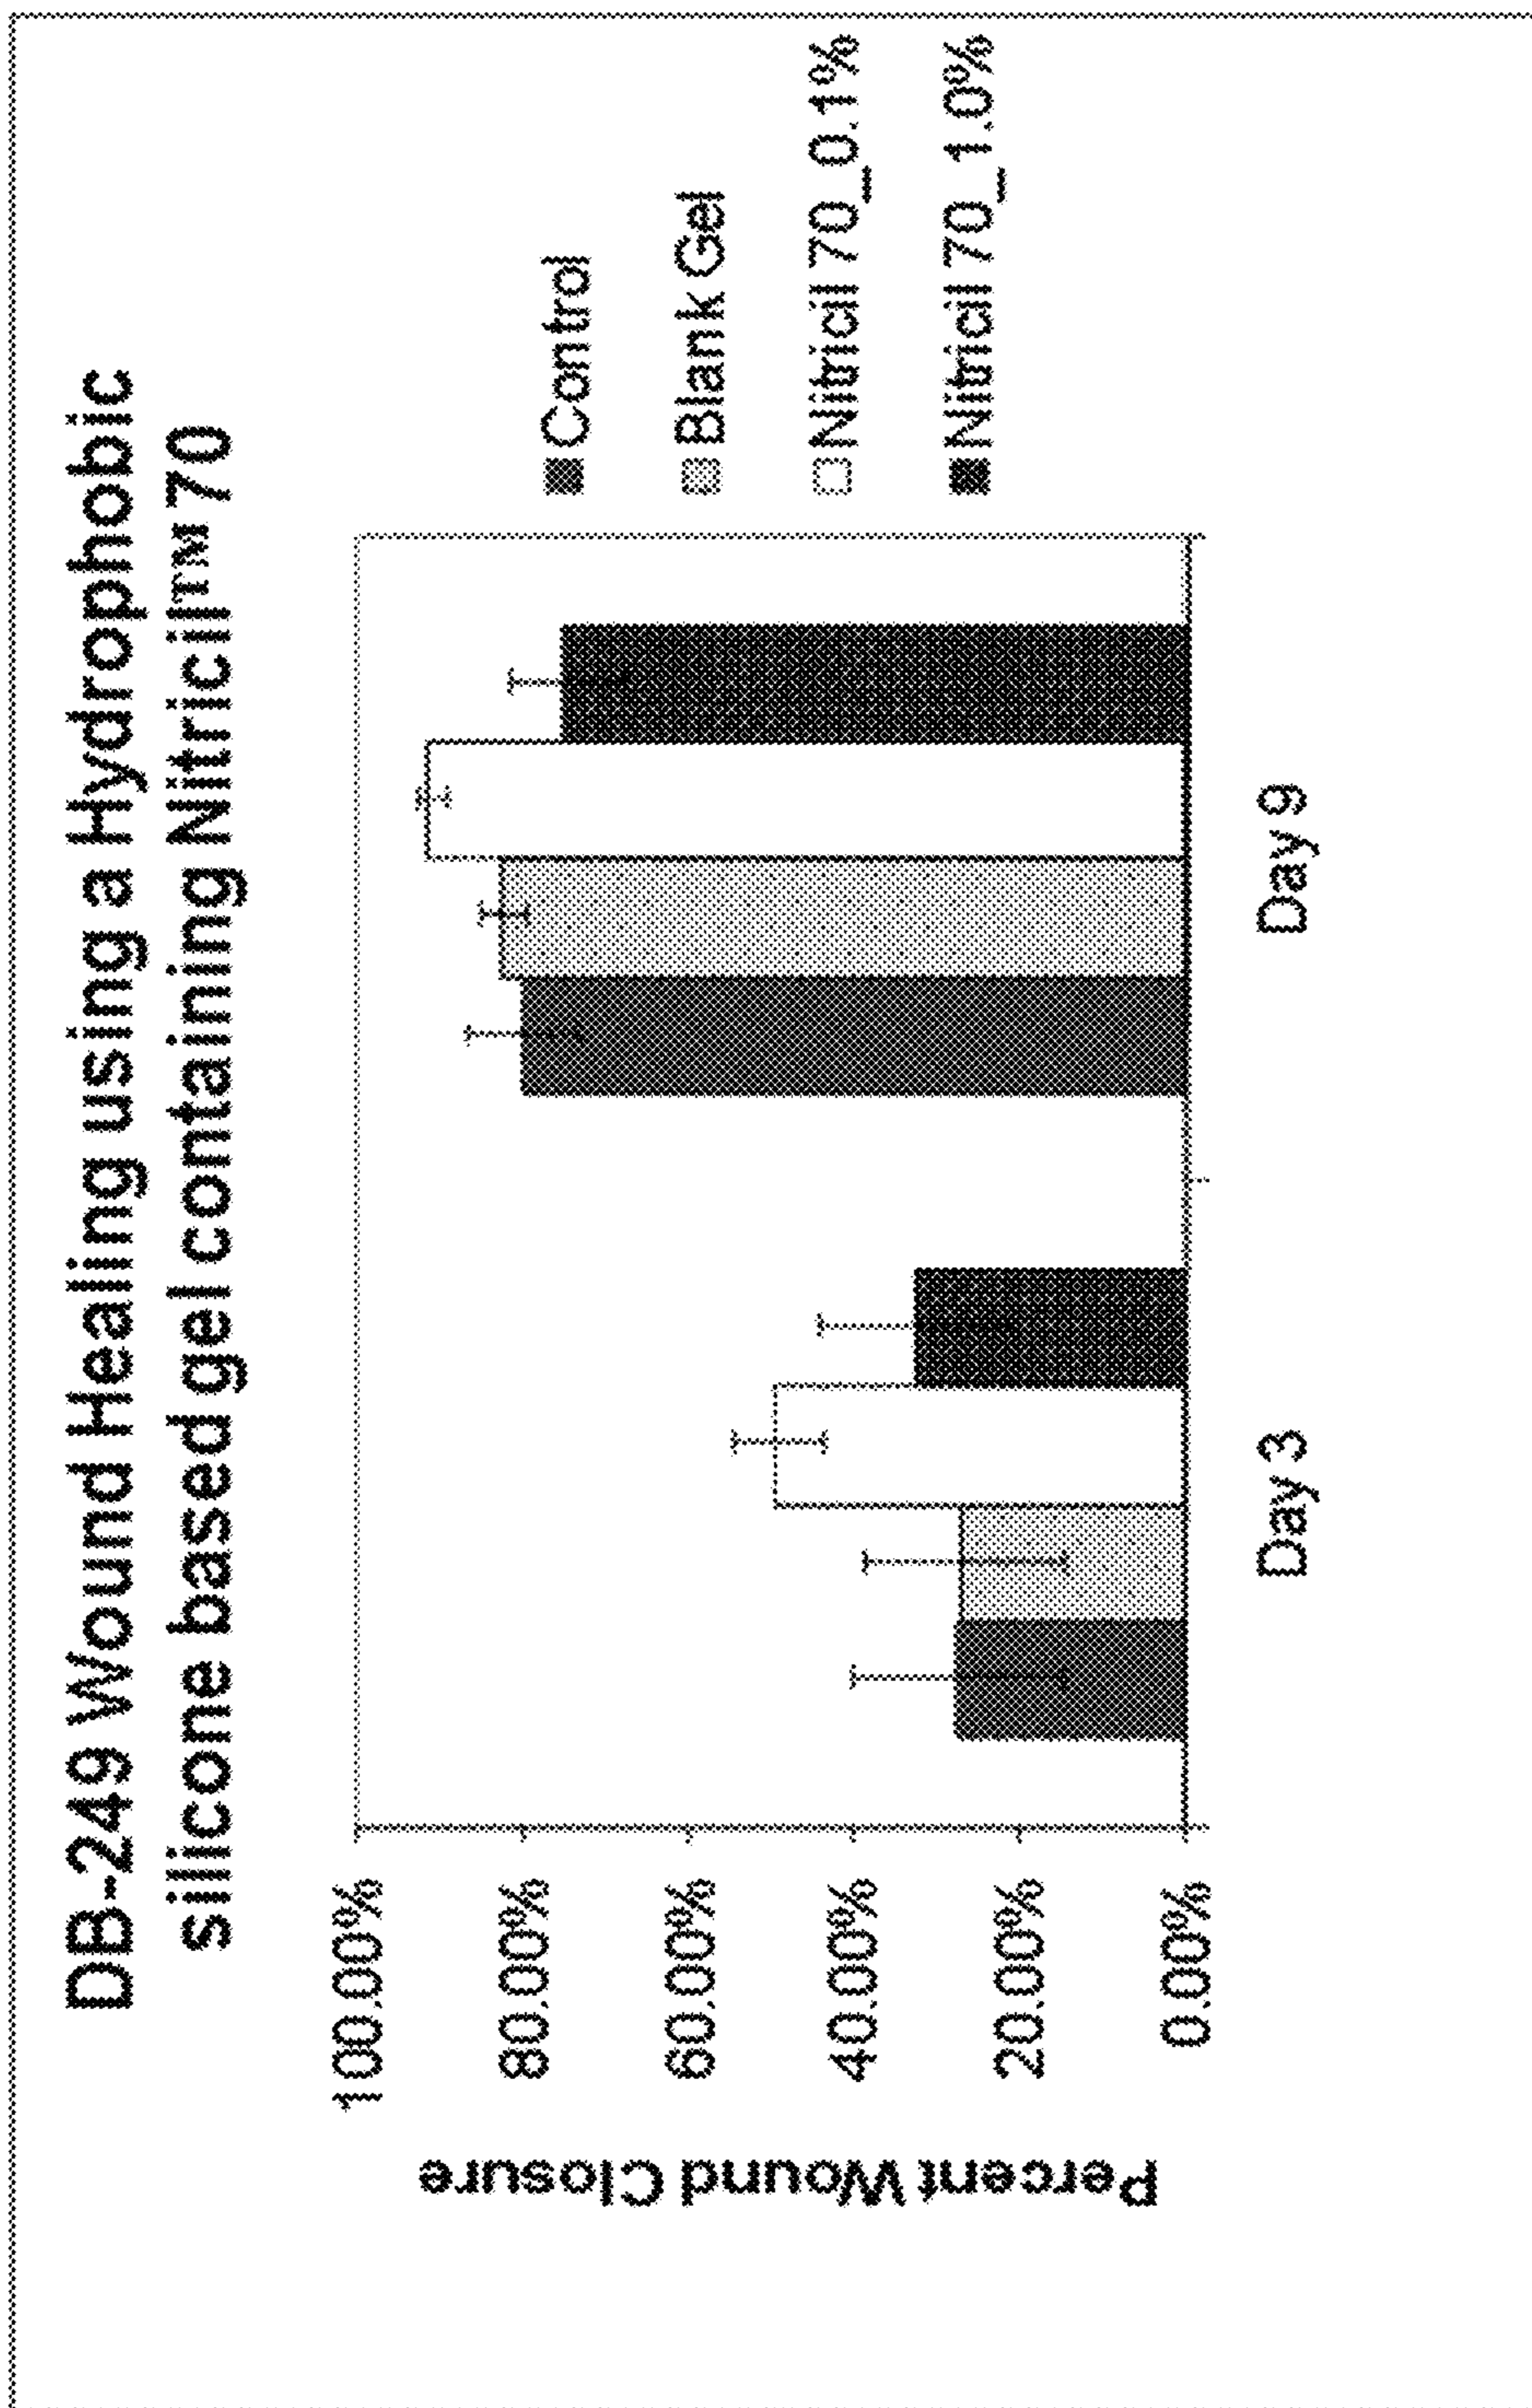 DB-249 Wound Healing using a Hydrophobic
silicone based gel containing Nitricil™ 70
Percent Wound Closure
100.00%
80.00%
60.00%
40.00%
20.00%
0.00%
Day 3
Day 9
Control
Blank Gel
Nitricil 70_0.1%
Nitricil 70_1.0%